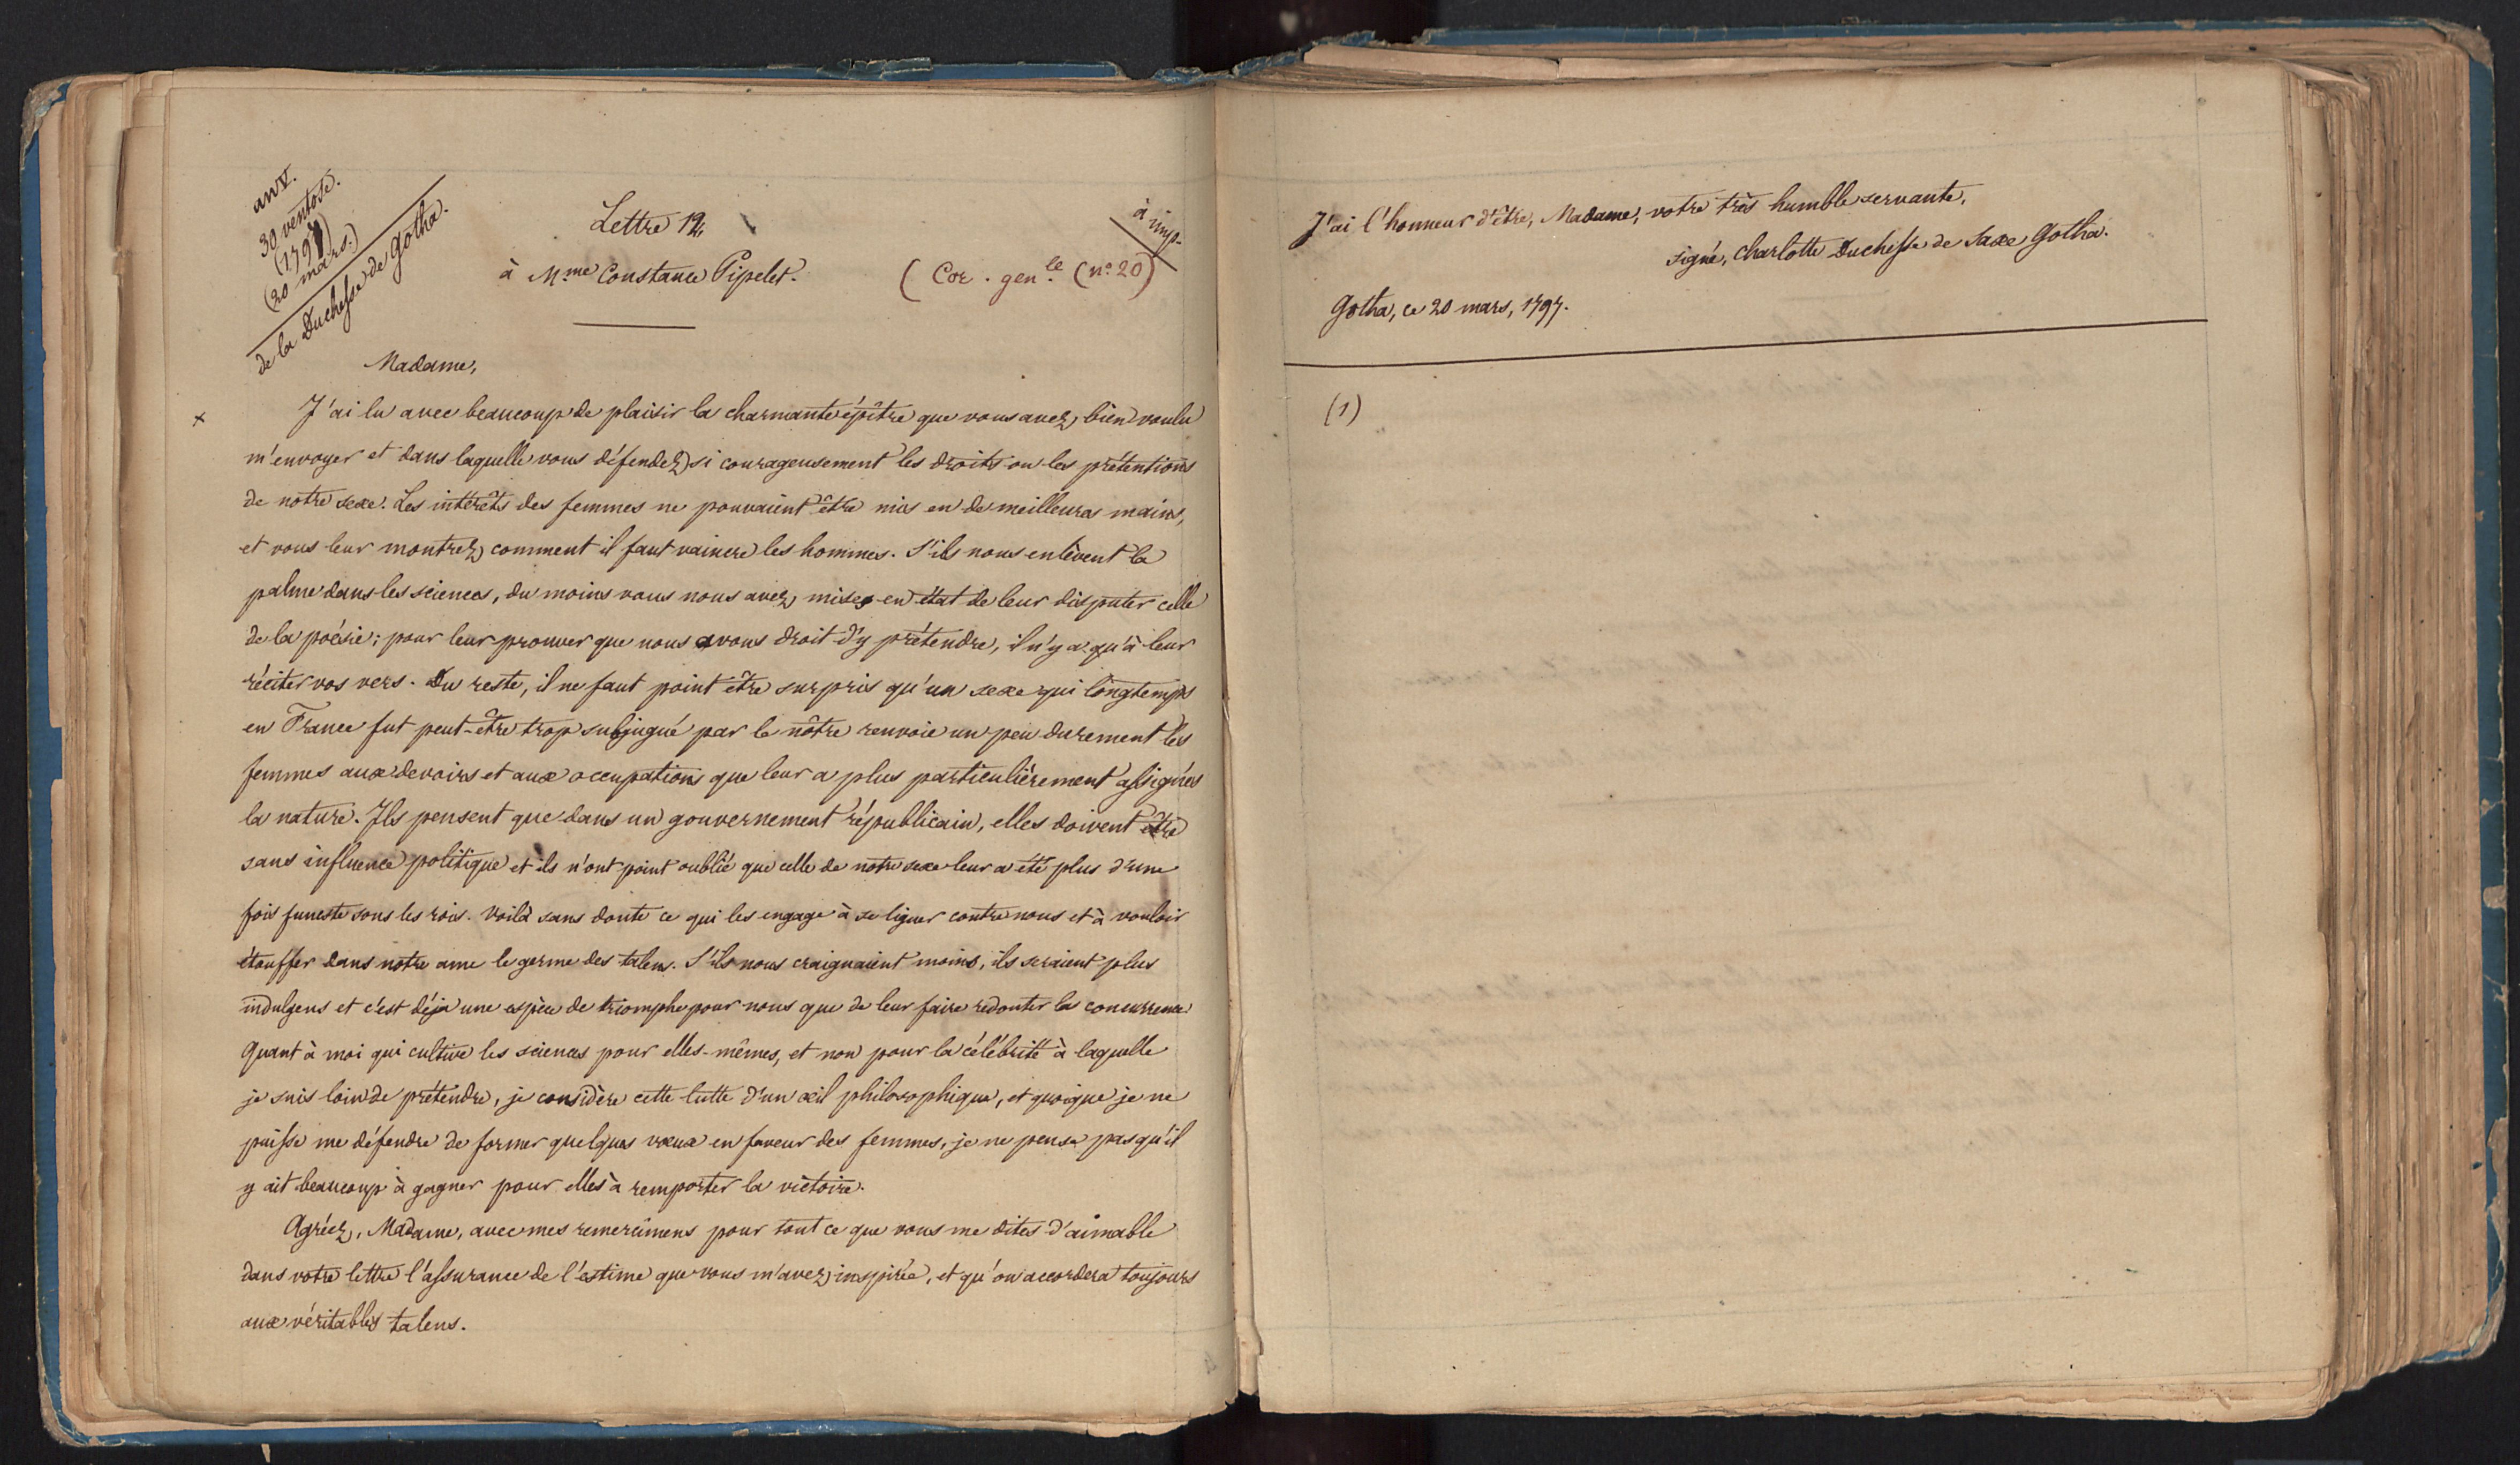 an V.
30 ventose.
(1797)
(20 mars.)
de la Duchesse de Gotha.
Lettre 12
à imp.
à Mme Constance Pipelet.
( Cor. genle (no 20)
Madame,
x J'ai lu avec beaucoup de plaisir la charmante épître que vous avez bien voulu
m'envoyer et dans laquelle vous défendez si courageusement les droits ou les prétentions
de notre sexe. Les intérêts des femmes ne pouvaient être mis en de meilleures mains,
et vous leur montrez comment il faut vaincre les hommes. S'ils nous enlèvent la
palme dans les sciences, du moins vous nous avez mises en état de leur disputer celle
de la poésie; pour leur prouver que nous avons droit d'y prétendre, il n'y a qu'à leur
réciter vos vers. Du reste, il ne faut point être surpris qu'un sexe qui longtemps
en France fut peut-être trop subjugué par le nôtre renvoie un peu durement les
femmes aux devoirs et aux occupations que leur a plus particulièrement assignés
la nature. Ils pensent que dans un gouvernement républicain, elles doivent être
sans influence politique et ils n'ont point oublié que celle de notre sexe leur a été plus d'une
fois funeste sous les rois. Voilà sans doute ce qui les engage à se liguer contre nous et à vouloir
étouffer dans notre ame le germe des talens. S'ils nous craignaient moins, ils seraient plus
indulgens et c'est déja une espèce de triomphe pour nous que de leur faire redouter la concurrence.
Quant à moi qui cultive les sciences pour elles-mêmes, et non pour la célébrité à laquelle
je suis loin de prétendre, je considère cette lutte d'un œil philosophique, et quoique je ne
puisse me défendre de former quelques vœux en faveur des femmes, je ne pense pas qu'il
y ait beaucoup à gagner pour elles à remporter la victoire.
Agréez, Madame, avec mes remercîmens pour tout ce que vous me dites d'aimable
dans votre lettre l'assurance de l'estime que vous m'avez inspirée, et qu'on accordera toujours
aux véritables talens.
J'ai l'honneur d'être, Madame, votre très humble servante,
signé, Charlotte Duchesse de Saxe Gotha.
Gotha, ce 20 mars, 1797.
(1)